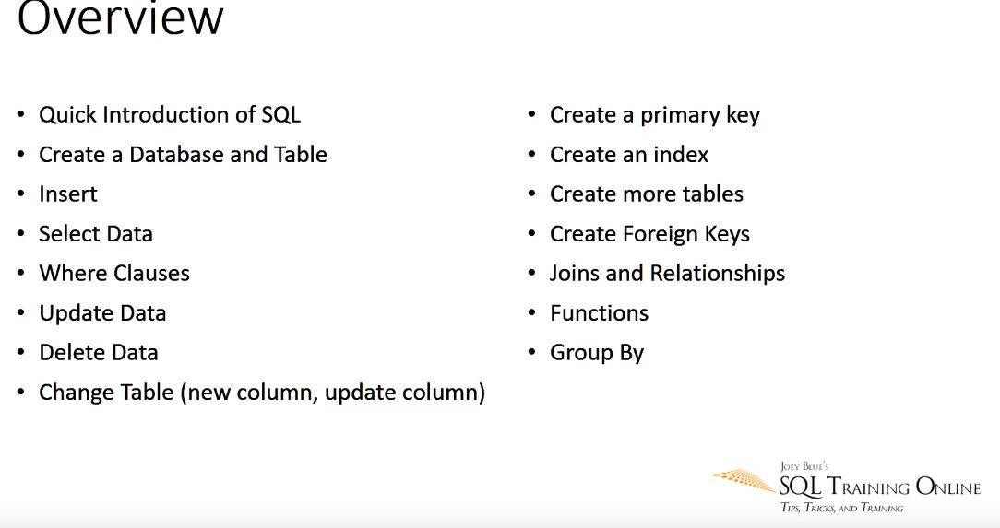 Overview
• Quick Introduction of SQL
• Create a Database and Table
• Insert
• Select Data
• Where Clauses
• Update Data
• Delete Data
• Change Table (new column, update column)
• Create a primary key
• Create an index
• Create more tables
• Create Foreign Keys
• Joins and Relationships
• Functions
• Group By
Joey Blue's
SQL Training Online
Tips, Tricks, and Training